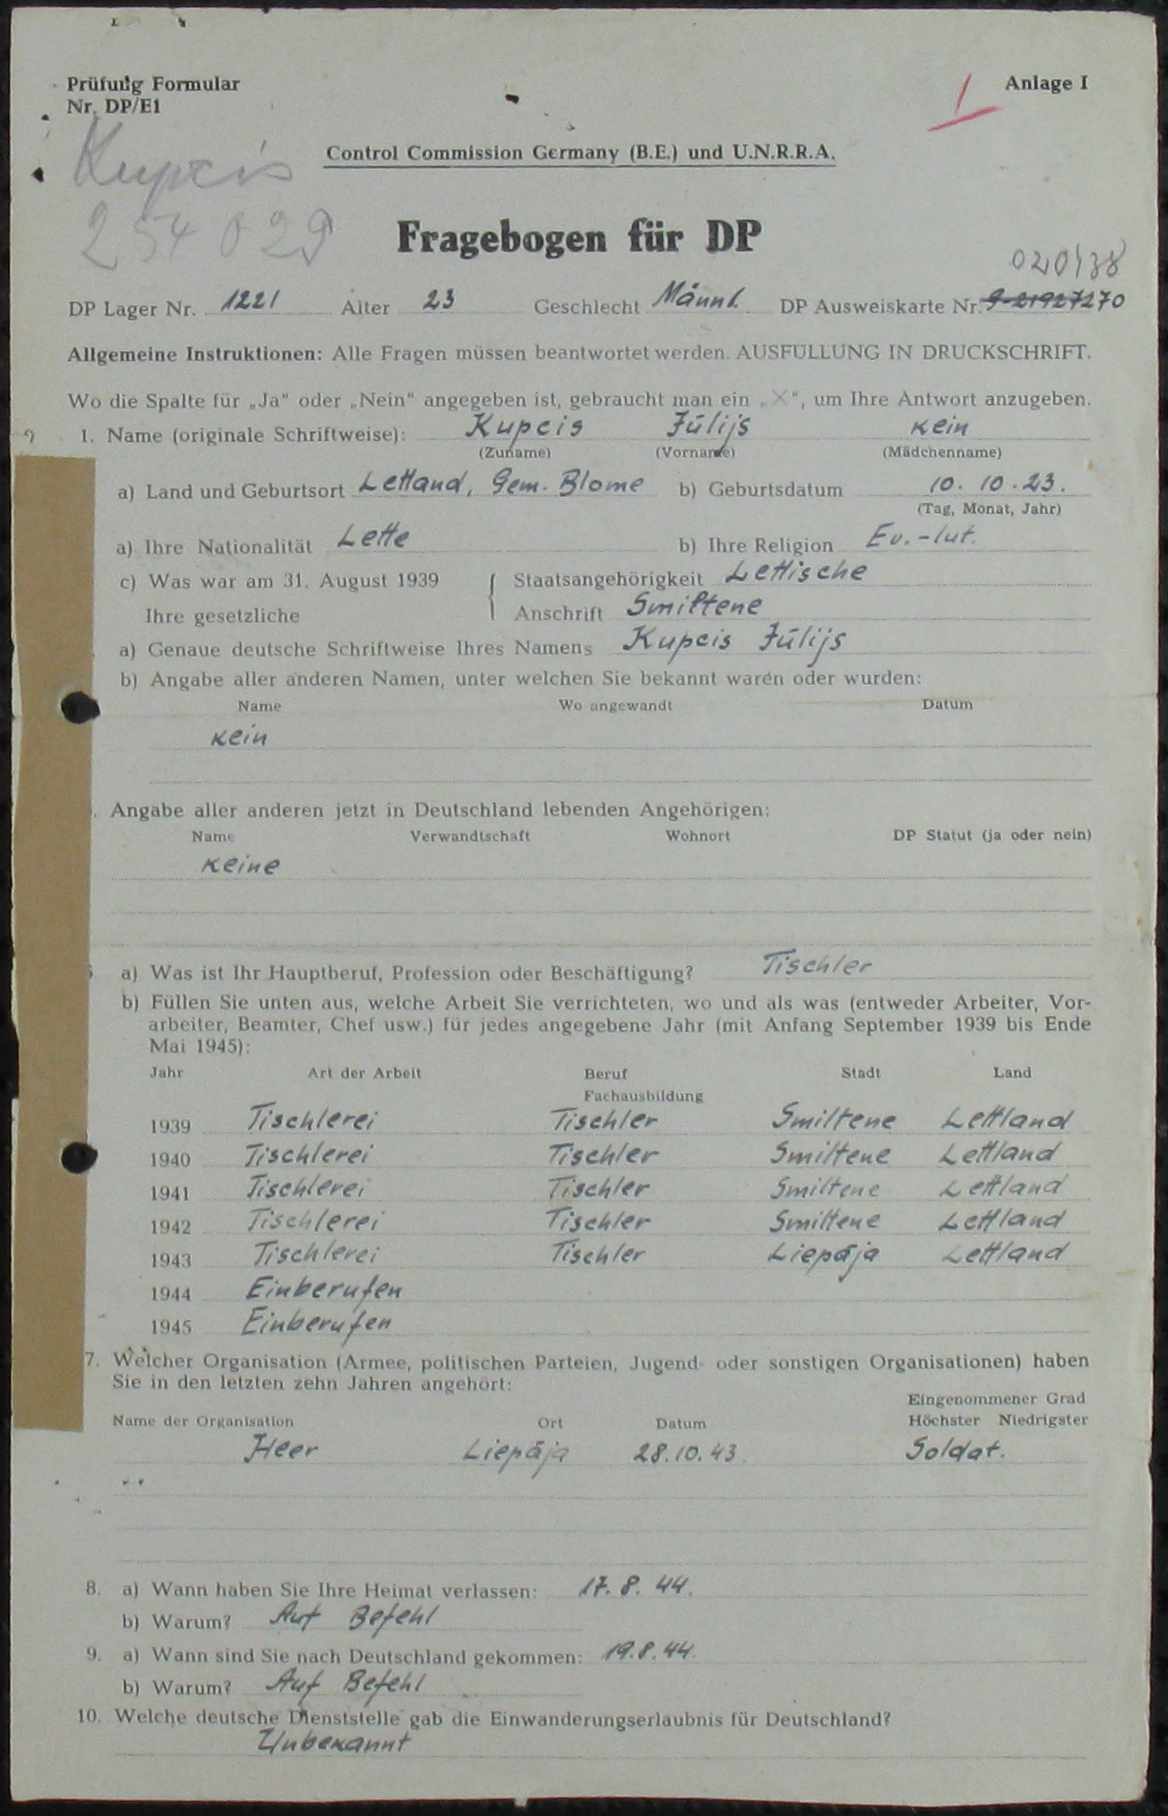 Prüfung Formular Anlage I
Nr. DP/E1
Kupcis
Control Commission Germany (B.E.) und U.N.R.R.A.
254 029
Fragebogen für DP
020138
DP Lager Nr. 1221 Alter 23 Geschlecht Männl. DP Ausweiskarte Nr.
Allgemeine Instruktionen: Alle Fragen müssen beantwortet werden. AUSFÜLLUNG IN DRUCKSCHRIFT.
Wo die Spalte für „Ja" oder „Nein" angegeben ist, gebraucht man ein „X", um Ihre Antwort anzugeben.
1. Name (originale Schriftweise): Kupcis Jūlijs kein
(Zuname) (Vorname) (Mädchenname)
a) Land und Geburtsort Lettland, Gem. Blome b) Geburtsdatum 10. 10. 23.
(Tag, Monat, Jahr)
a) Ihre Nationalität Lette b) Ihre Religion Ev.-lut.
c) Was war am 31. August 1939 Staatsangehörigkeit Lettische
Ihre gesetzliche Anschrift Smiltene
a) Genaue deutsche Schriftweise Ihres Namens Kupcis Jūlijs
b) Angabe aller anderen Namen, unter welchen Sie bekannt waren oder wurden:
Name Wo angewandt Datum
kein
Angabe aller anderen jetzt in Deutschland lebenden Angehörigen:
Name Verwandtschaft Wohnort DP Statut (ja oder nein)
Keine
a) Was ist Ihr Hauptberuf, Profession oder Beschäftigung? Tischler
b) Füllen Sie unten aus, welche Arbeit Sie verrichteten, wo und als was (entweder Arbeiter, Vor-
arbeiter, Beamter, Chef usw.) für jedes angegebene Jahr (mit Anfang September 1939 bis Ende
Mai 1945):
Jahr Art der Arbeit Beruf Stadt Land
Fachausbildung
1939 Tischlerei Tischler Smiltene Lettland
1940 Tischlerei Tischler Smiltene Lettland
1941 Tischlerei Tischler Smiltene Lettland
1942 Tischlerei Tischler Smiltene Lettland
1943 Tischlerei Tischler Liepāja Lettland
1944 Einberufen
1945 Einberufen
7. Welcher Organisation (Armee, politischen Parteien, Jugend- oder sonstigen Organisationen) haben
Sie in den letzten zehn Jahren angehört:
Eingenommener Grad
Name der Organisation Ort Datum Höchster Niedrigster
Heer Liepāja 28.10.43. Soldat.
8. a) Wann haben Sie Ihre Heimat verlassen: 17. 8. 44.
b) Warum? Auf Befehl
9. a) Wann sind Sie nach Deutschland gekommen: 19. 8. 44.
b) Warum? Auf Befehl
10. Welche deutsche Dienststelle gab die Einwanderungserlaubnis für Deutschland?
Unbekannt